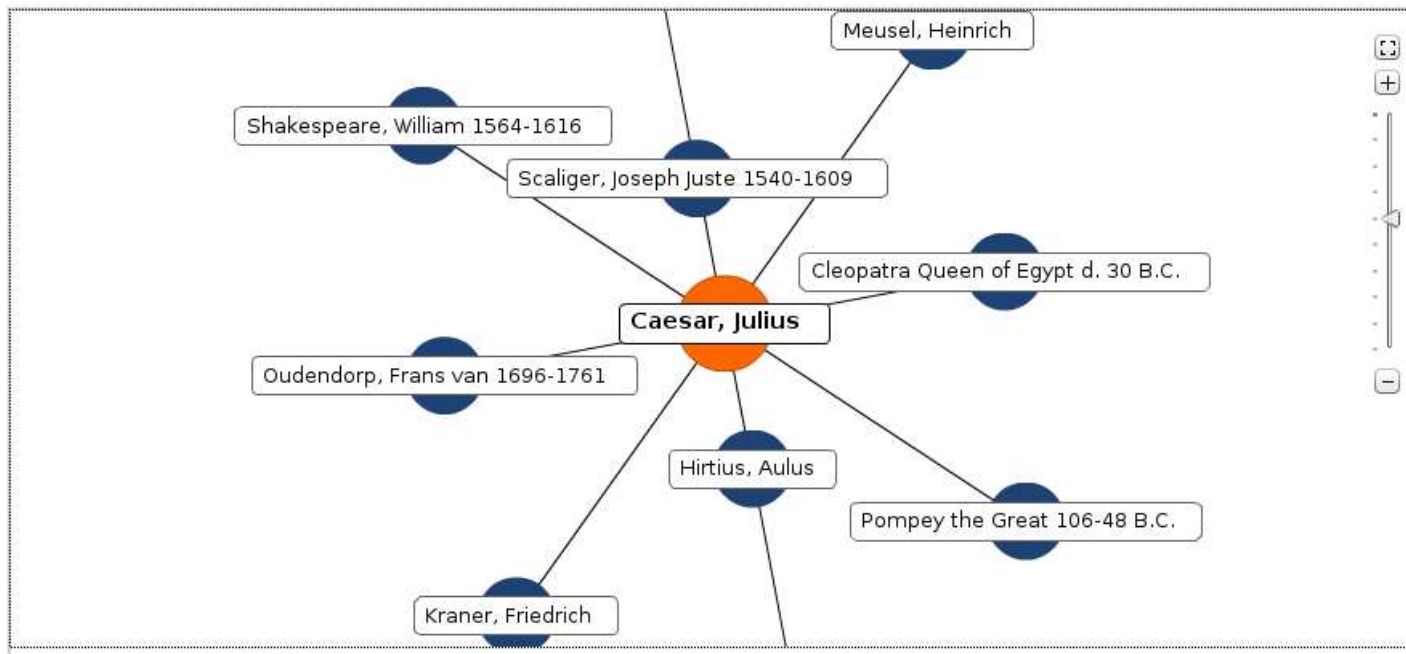 Meusel, Heinrich
Shakespeare, William 1564-1616
Scaliger, Joseph Juste 1540-1609
Cleopatra Queen of Egypt d. 30 B.C.
Caesar, Julius
Oudendorp, Frans van 1696-1761
Hirtius, Aulus
Pompey the Great 106-48 B.C.
Kraner, Friedrich